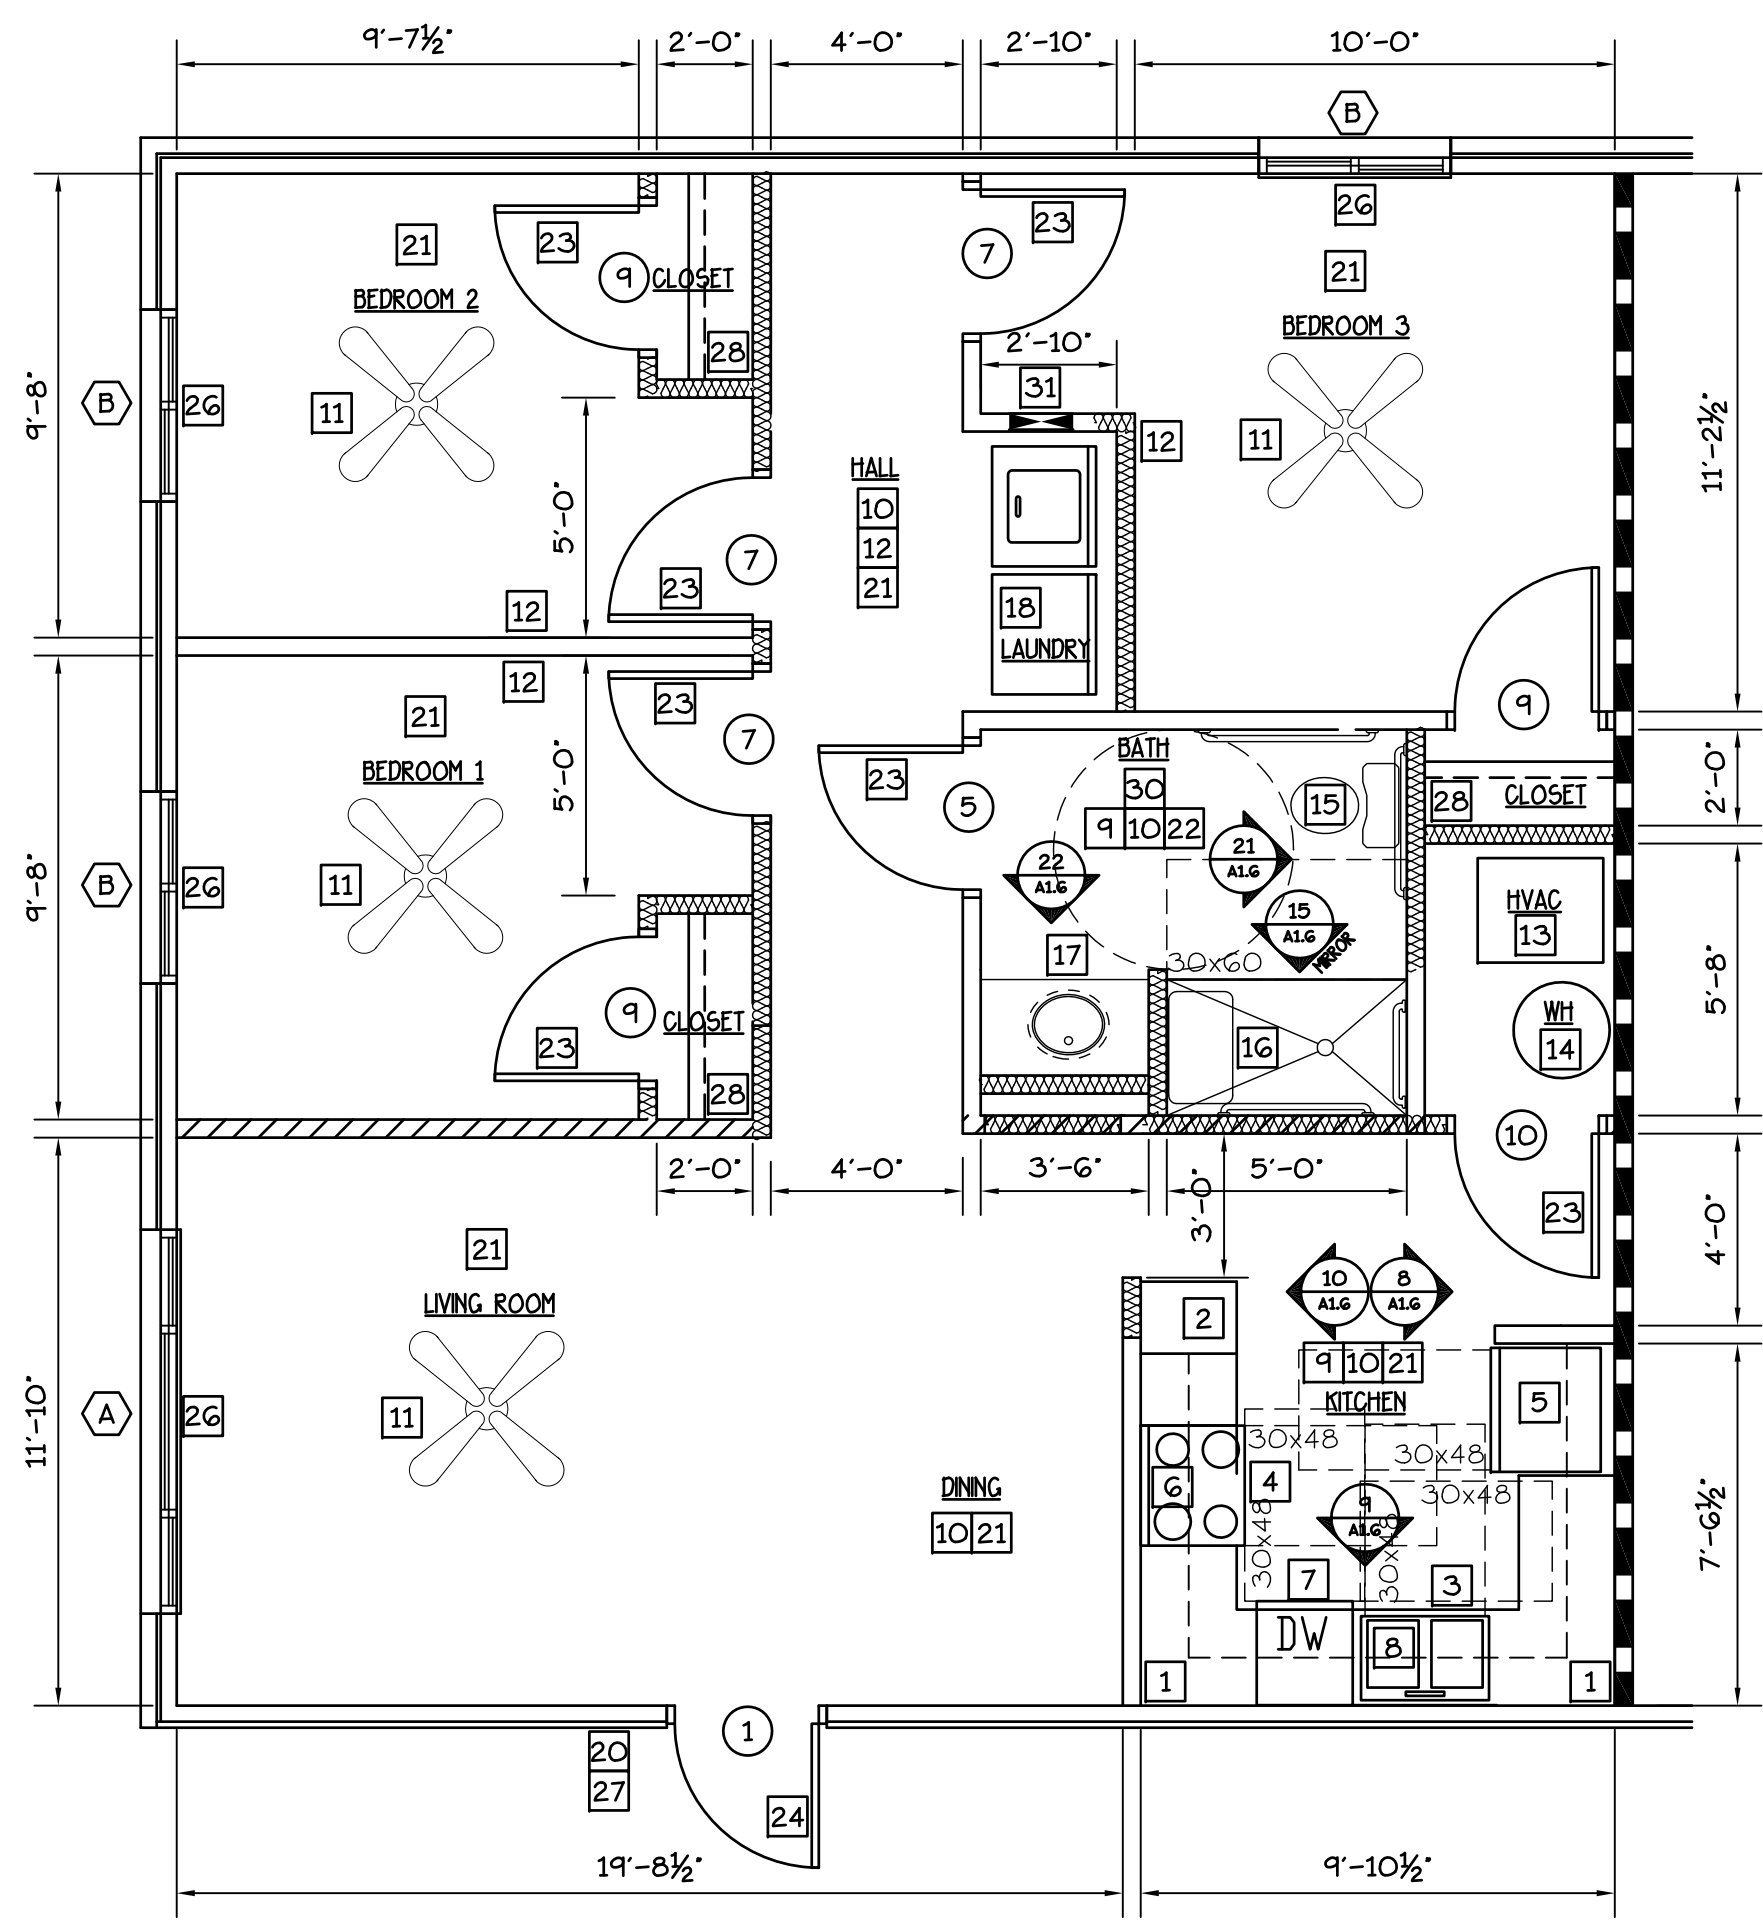 9'-7½" 2'-0" 4'-0" 2'-10" 10'-0"
B
26
21 23 23
9 CLOSET 7
21
BEDROOM 2
BEDROOM 3
28 2'-10"
9'-8" B 26 11 31
12 11 11'-2½"
HALL
10
5'-0" 12
7
23 21 18
12
LAUNDRY
12
23
21 7 9
BEDROOM 1 BATH
5'-0" 23 5 30 15 28 CLOSET 2'-0"
9 10 22
21
A1.6
22
A1.6
9'-8" B 26 11
15
A1.6
MIRROR
HVAC
13
17 30x60 5'-8"
9 CLOSET WH
23 16 14
28
10
2'-0" 4'-0" 3'-6" 5'-0"
3'-0" 23 4'-0"
21
10
A1.6
8
A1.6
LIVING ROOM 2
9 10 21
KITCHEN
11'-10" A 26 11 5
30x48 30x48
6 4
DINING 30x48
10 21
9
A1.6
30x48 30x48 7'-6½"
7 3
DW 8
1 1
1
20
27
24
19'-8½" 9'-10½"